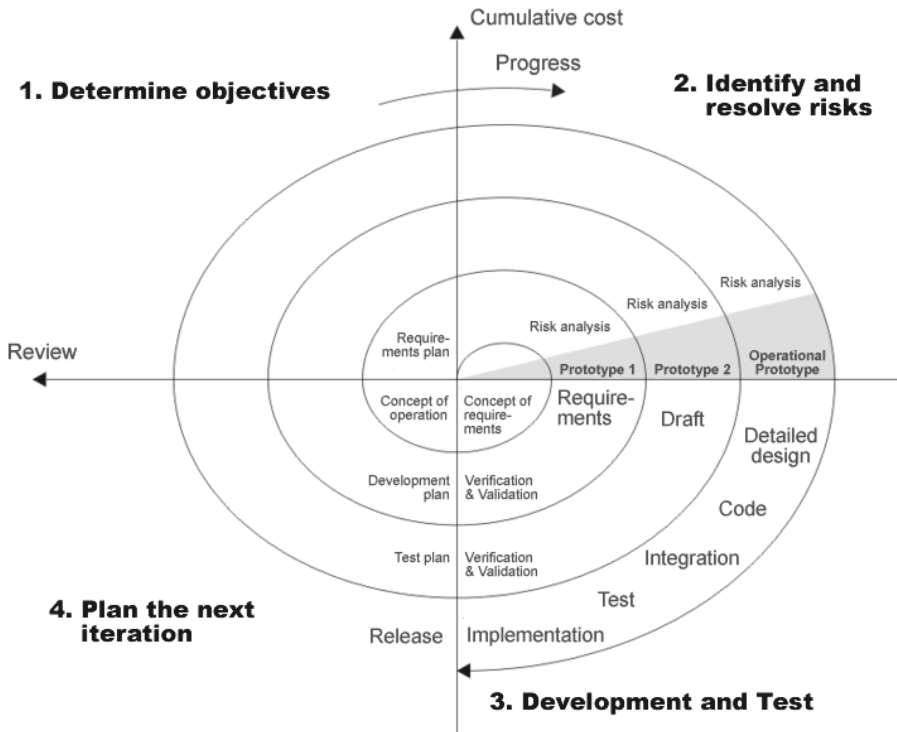 Cumulative cost
Progress
1. Determine objectives
2. Identify and
resolve risks
Risk analysis
Risk analysis
Risk analysis
Require-
ments plan
Review
Prototype 1
Prototype 2
Operational
Prototype
Concept of
operation
Concept of
require-
ments
Require-
ments
Draft
Detailed
design
Development
plan
Verification
& Validation
Code
Test plan
Verification
& Validation
Integration
Test
4. Plan the next
iteration
Release
Implementation
3. Development and Test